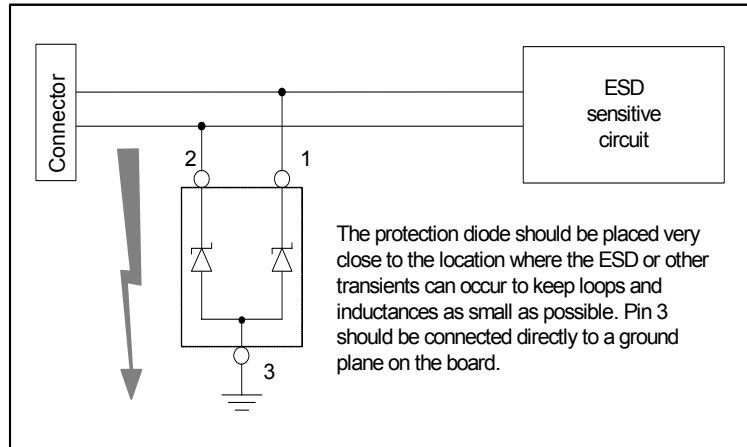 Connector
ESD
sensitive
circuit
2
1
The protection diode should be placed very
close to the location where the ESD or other
transients can occur to keep loops and
inductances as small as possible. Pin 3
should be connected directly to a ground
plane on the board.
3